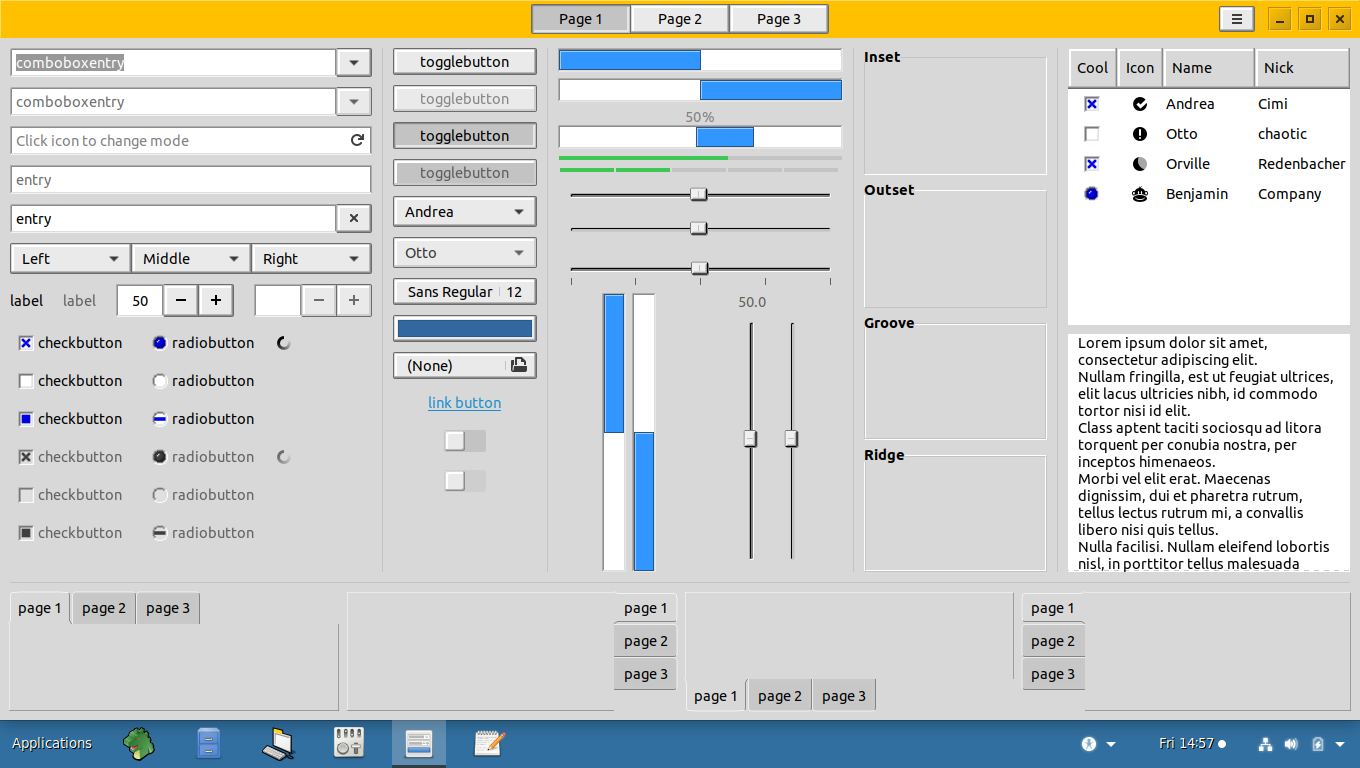 Page 1 Page 2 Page 3
comboboxentry
comboboxentry
Click icon to change mode
entry
entry
Left Middle Right
label label 50
checkbutton radiobutton
checkbutton radiobutton
checkbutton radiobutton
checkbutton radiobutton
checkbutton radiobutton
checkbutton radiobutton
togglebutton
togglebutton
togglebutton
togglebutton
Andrea
Otto
Sans Regular 12
(None)
link button
50 %
50.0
Inset
Outset
Groove
Ridge
Cool Icon Name Nick
Andrea Cimi
Otto chaotic
Orville Redenbacher
Benjamin Company
Lorem ipsum dolor sit amet,
consectetur adipiscing elit.
Nullam fringilla, est ut feugiat ultrices,
elit lacus ultricies nibh, id commodo
tortor nisi id elit.
Class aptent taciti sociosqu ad litora
torquent per conubia nostra, per
inceptos himenaeos.
Morbi vel elit erat. Maecenas
dignissim, dui et pharetra rutrum,
tellus lectus rutrum mi, a convallis
libero nisi quis tellus.
Nulla facilisi. Nullam eleifend lobortis
nisl, in porttitor tellus malesuada
page 1 page 2 page 3
page 1
page 2
page 3
page 1 page 2 page 3
page 1
page 2
page 3
Applications
Fri 14:57